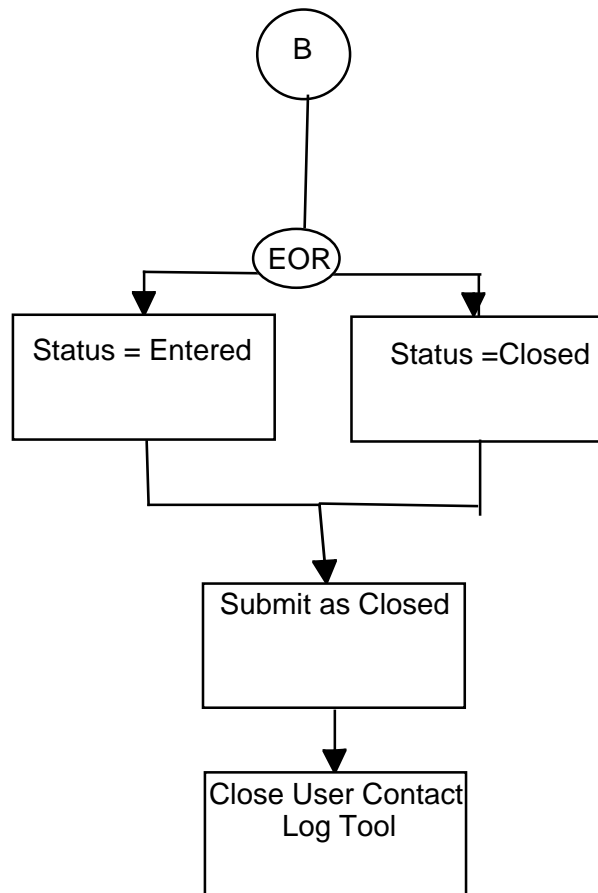 B
EOR
Status = Entered
Status =Closed
Submit as Closed
Close User Contact
Log Tool